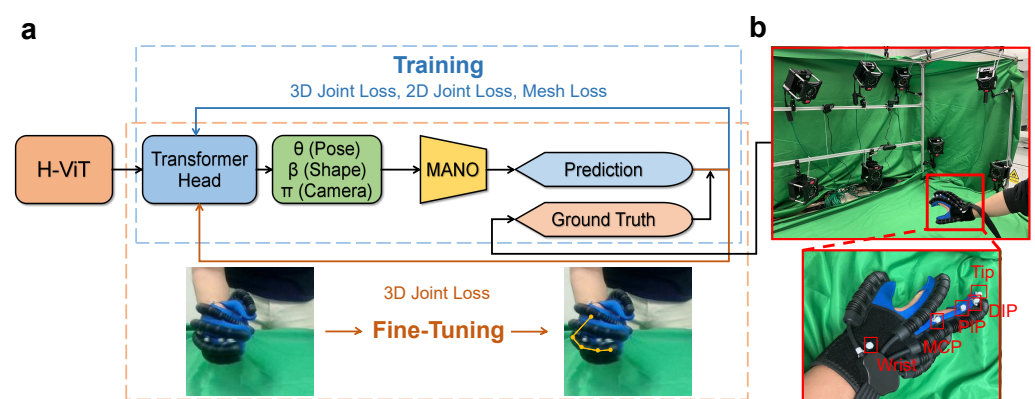 a
Training
3D Joint Loss, 2D Joint Loss, Mesh Loss
H-ViT
Transformer
Head
θ (Pose)
β (Shape)
π (Camera)
MANO
Prediction
Ground Truth
3D Joint Loss
Fine-Tuning
b
Tip
DIP
PIP
MCP
Wrist